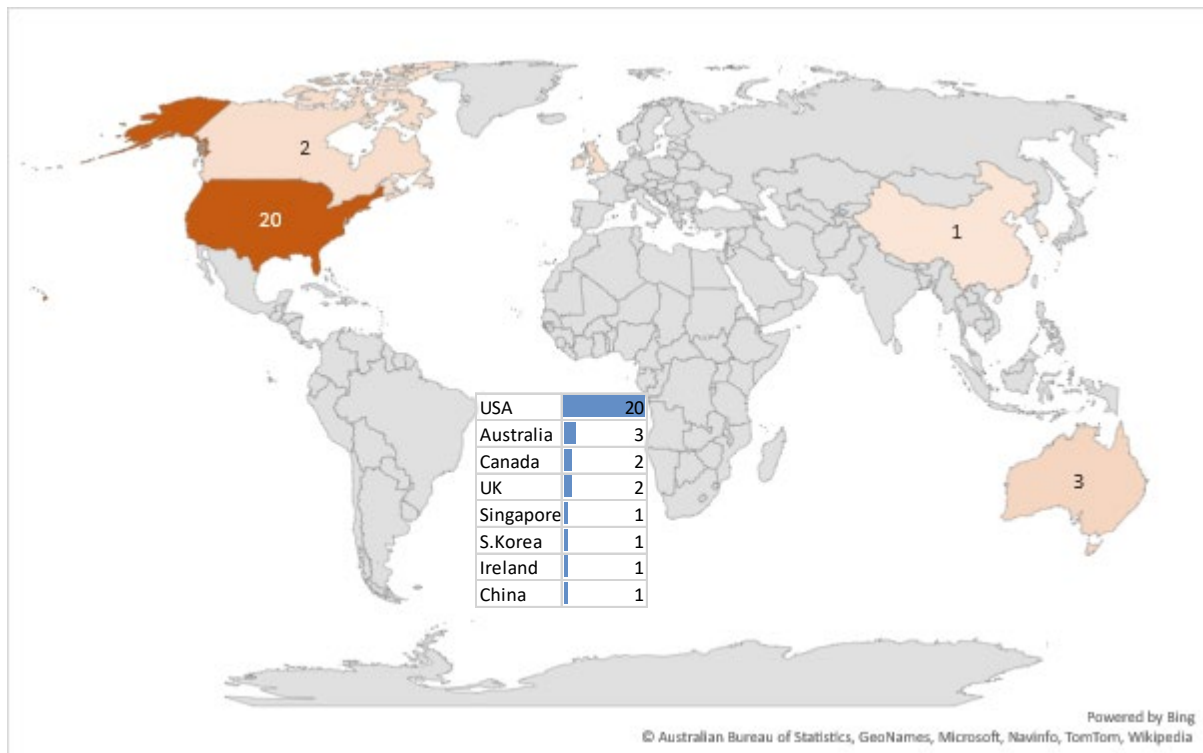 2
20
1
3
USA 20
Australia 3
Canada 2
UK 2
Singapore 1
S.Korea 1
Ireland 1
China 1
Powered by Bing
© Australian Bureau of Statistics, GeoNames, Microsoft, Navinfo, TomTom, Wikipedia